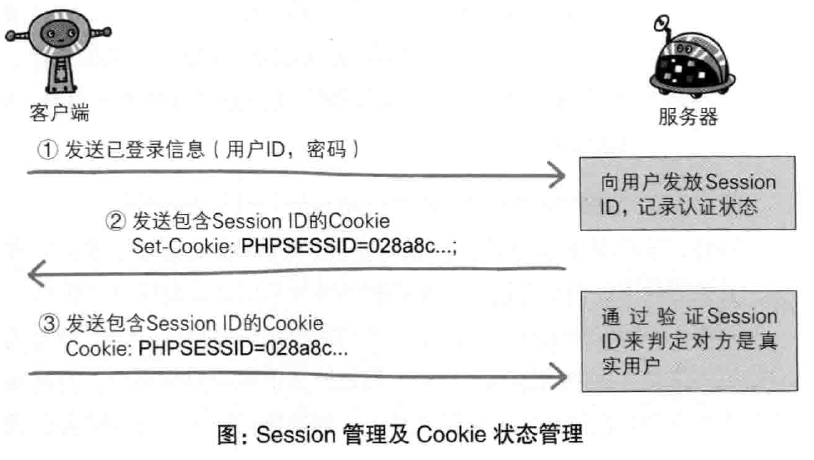 客户端
服务器
① 发送已登录信息（用户ID，密码）
向用户发放Session
ID，记录认证状态
② 发送包含Session ID的Cookie
Set-Cookie: PHPSESSID=028a8c...;
③ 发送包含Session ID的Cookie
Cookie: PHPSESSID=028a8c...
通过验证Session
ID来判定对方是真
实用户
图：Session 管理及 Cookie 状态管理